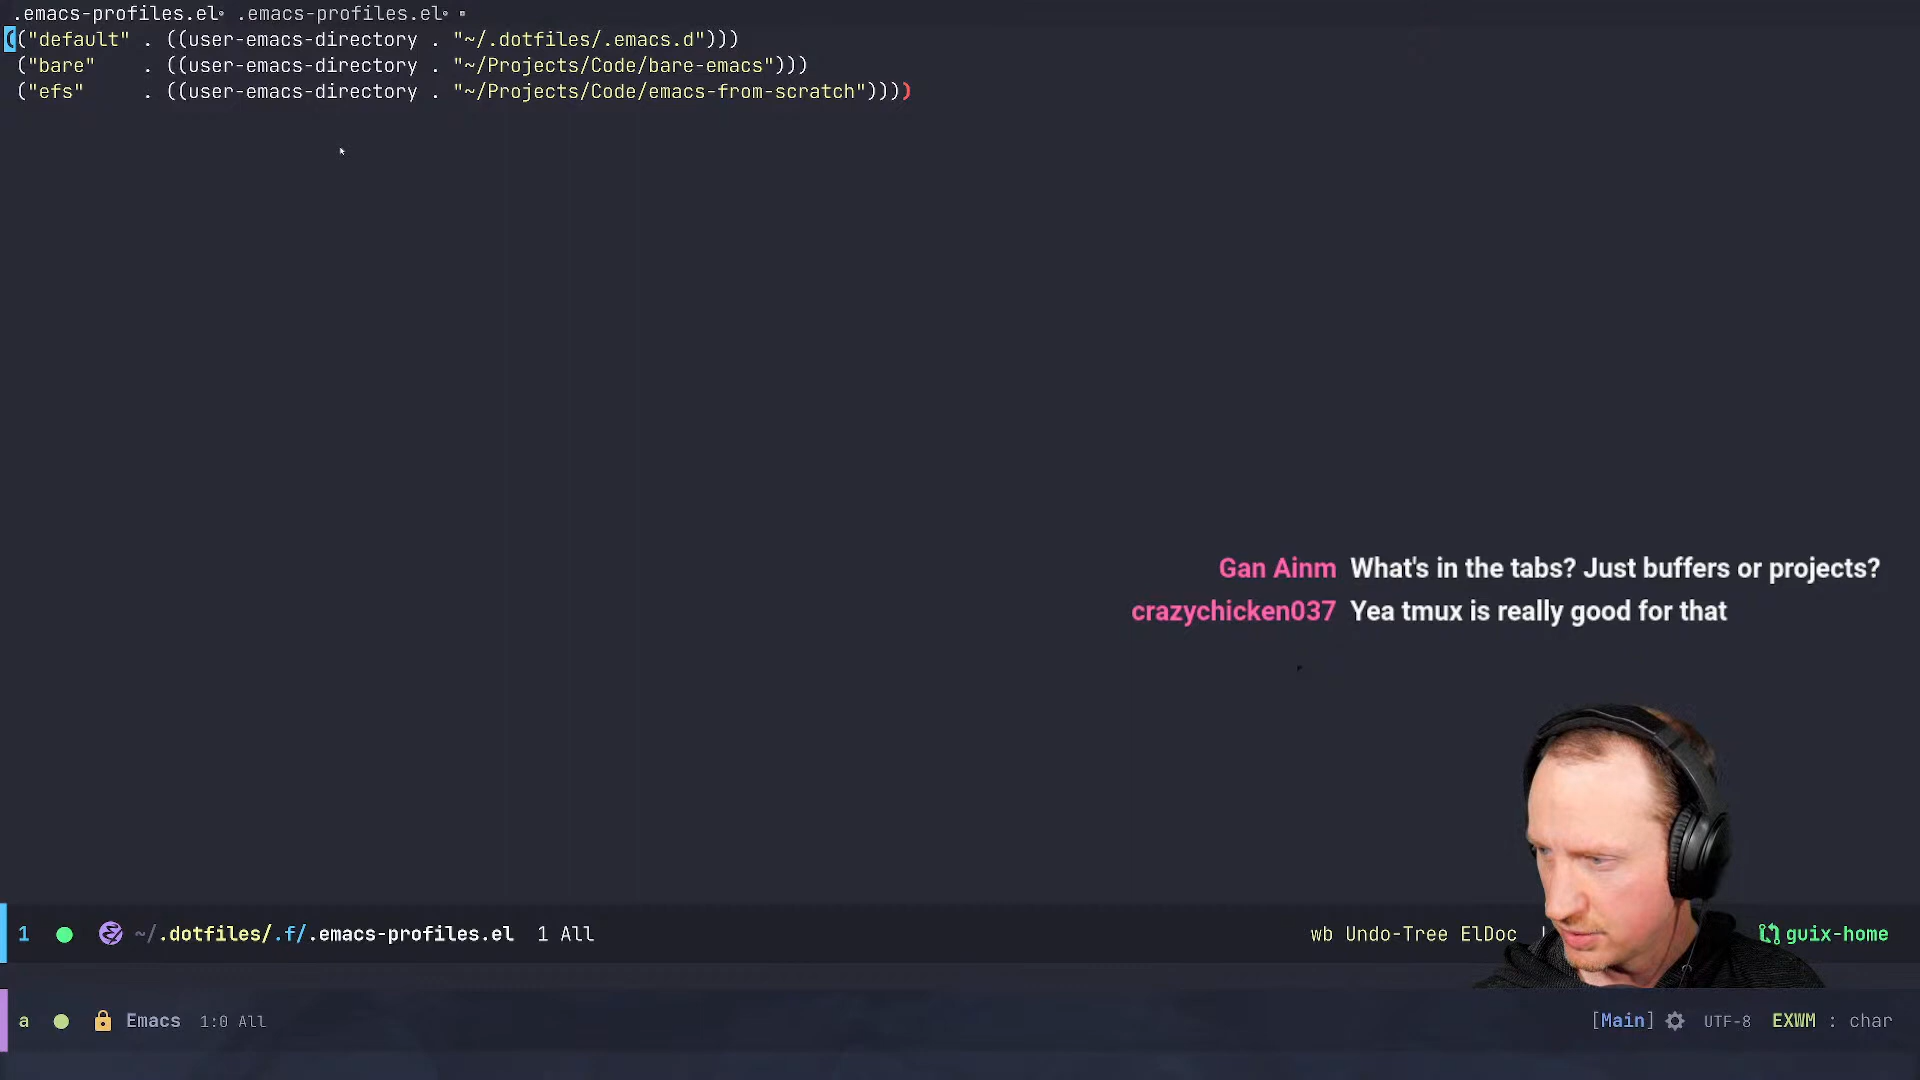 .emacs-profiles.el .emacs-profiles.el
(("default" . ((user-emacs-directory . "~/.dotfiles/.emacs.d")))
("bare"    . ((user-emacs-directory . "~/Projects/Code/bare-emacs")))
("efs"     . ((user-emacs-directory . "~/Projects/Code/emacs-from-scratch"))))
Gan Ainm What's in the tabs? Just buffers or projects?
crazychicken037 Yea tmux is really good for that
1 ~/.dotfiles/.f/.emacs-profiles.el 1 All wb Undo-Tree ElDoc guix-home
a Emacs 1:0 All [Main] UTF-8 EXWM : char